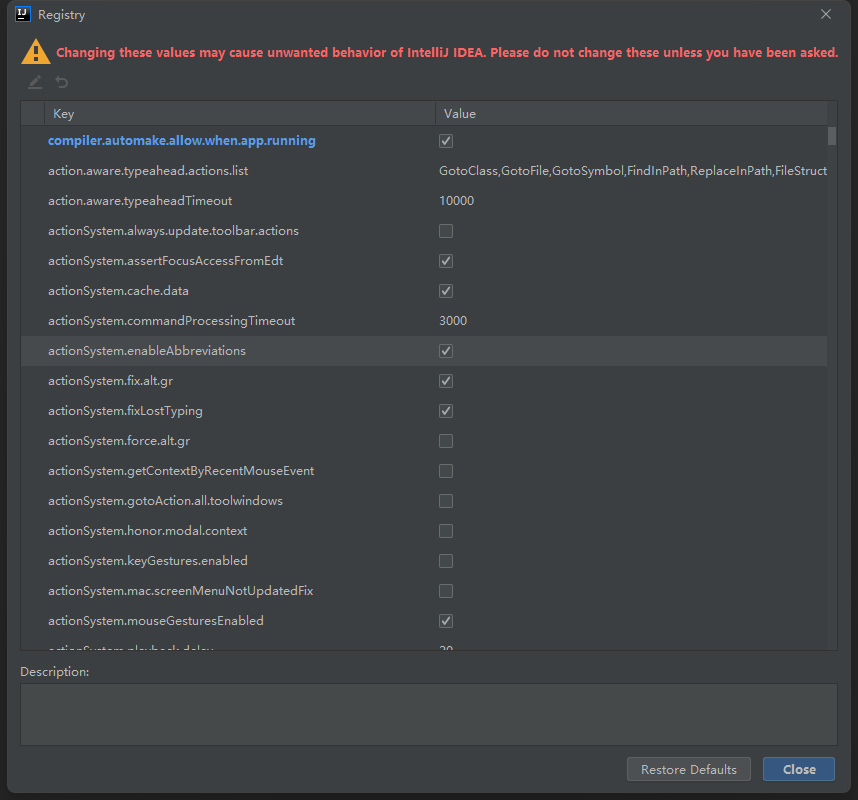 Registry
Changing these values may cause unwanted behavior of IntelliJ IDEA. Please do not change these unless you have been asked.
Key Value
compiler.automake.allow.when.app.running
action.aware.typeahead.actions.list GotoClass,GotoFile,GotoSymbol,FindInPath,ReplaceInPath,FileStruct
action.aware.typeaheadTimeout 10000
actionSystem.always.update.toolbar.actions
actionSystem.assertFocusAccessFromEdt
actionSystem.cache.data
actionSystem.commandProcessingTimeout 3000
actionSystem.enableAbbreviations
actionSystem.fix.alt.gr
actionSystem.fixLostTyping
actionSystem.force.alt.gr
actionSystem.getContextByRecentMouseEvent
actionSystem.gotoAction.all.toolwindows
actionSystem.honor.modal.context
actionSystem.keyGestures.enabled
actionSystem.mac.screenMenuNotUpdatedFix
actionSystem.mouseGesturesEnabled
Description:
Restore Defaults Close